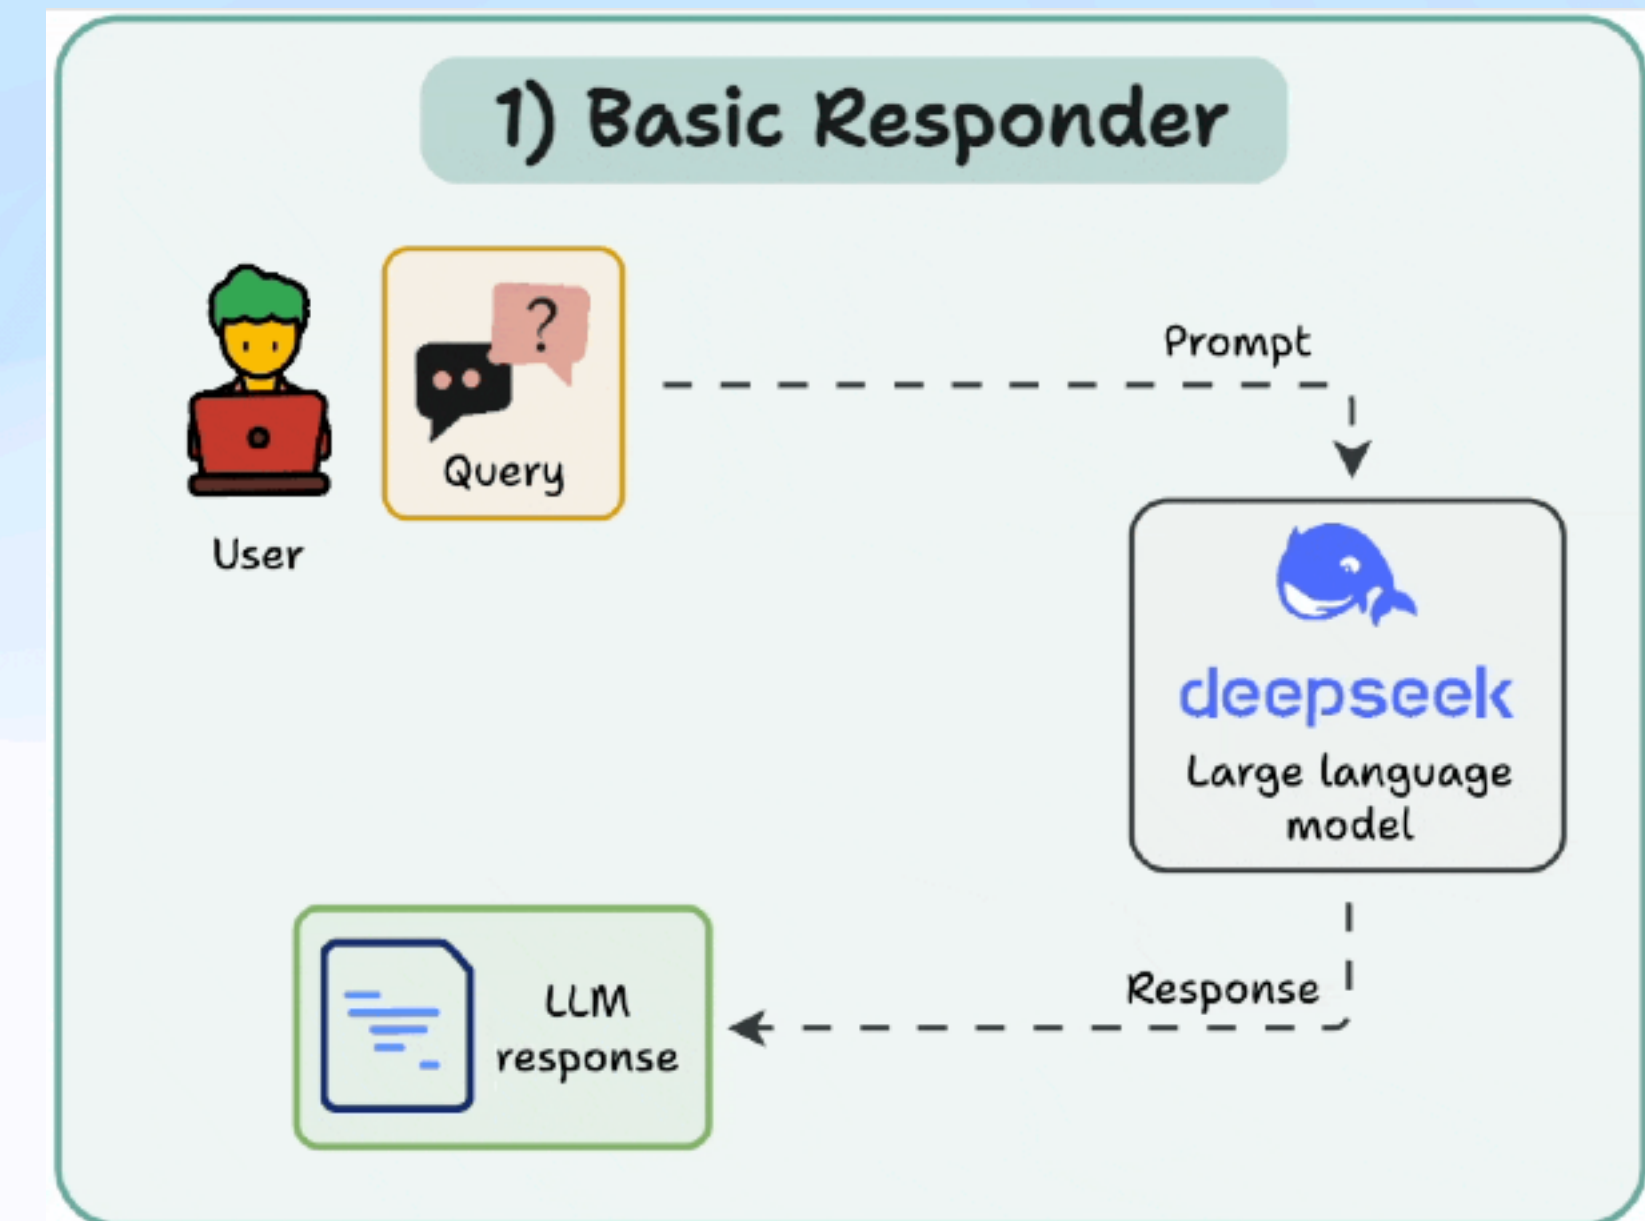 1) Basic Responder
Prompt
?
Query
User
deepseek
Large language
model
Response
LLM
response